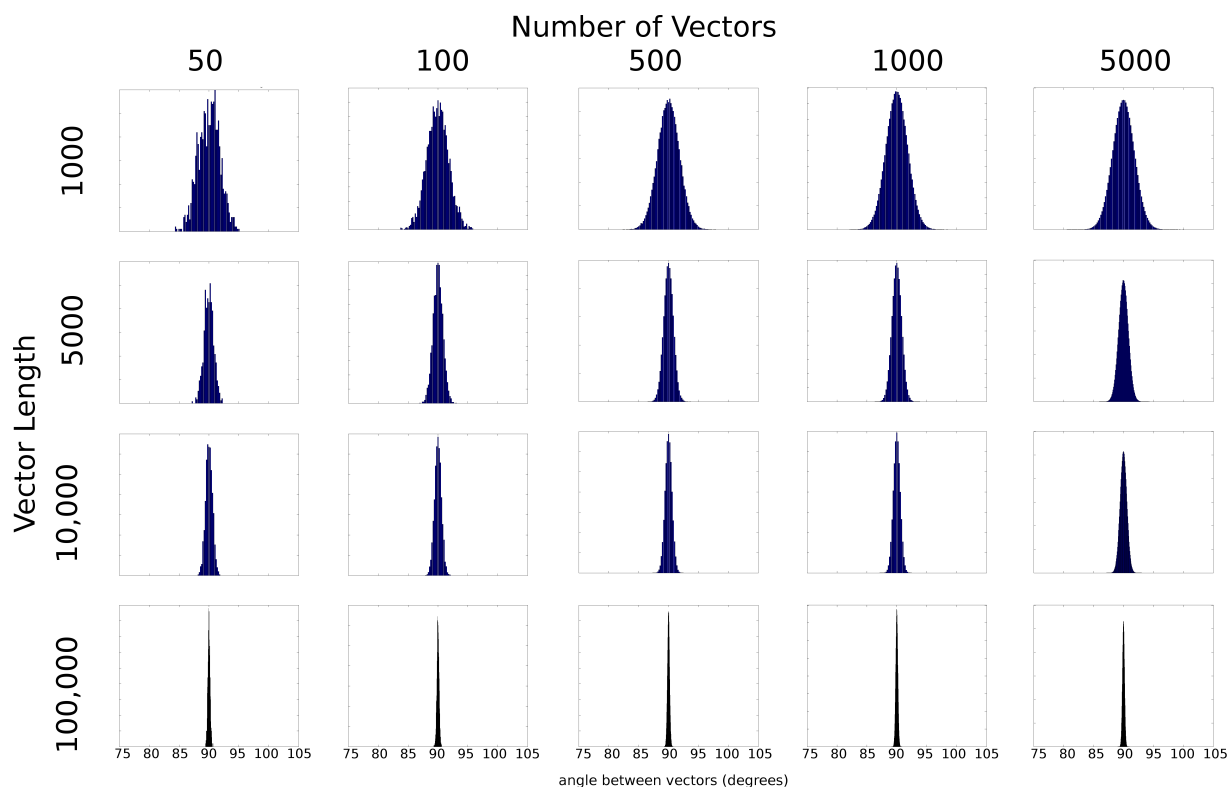 Number of Vectors
50 100 500 1000 5000
Vector Length
1000
5000
10,000
100,000
75 80 85 90 95 100 105 75 80 85 90 95 100 105 75 80 85 90 95 100 105 75 80 85 90 95 100 105 75 80 85 90 95 100 105
angle between vectors (degrees)